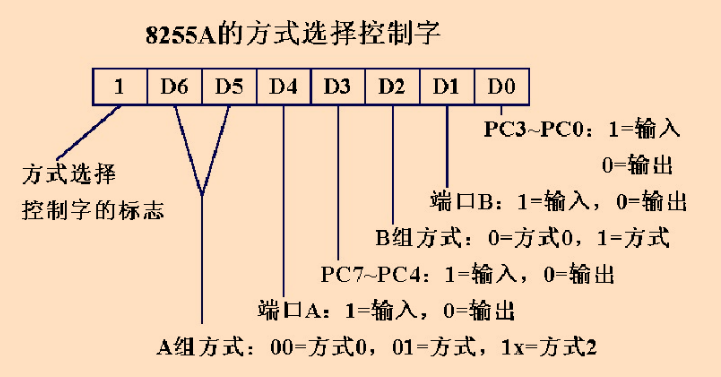 8255A的方式选择控制字
1 D6 D5 D4 D3 D2 D1 D0
PC3~PC0：1=输入
0=输出
方式选择
控制字的标志
端口B：1=输入，0=输出
B组方式：0=方式0，1=方式
PC7~PC4：1=输入，0=输出
端口A：1=输入，0=输出
A组方式：00=方式0，01=方式，1x=方式2